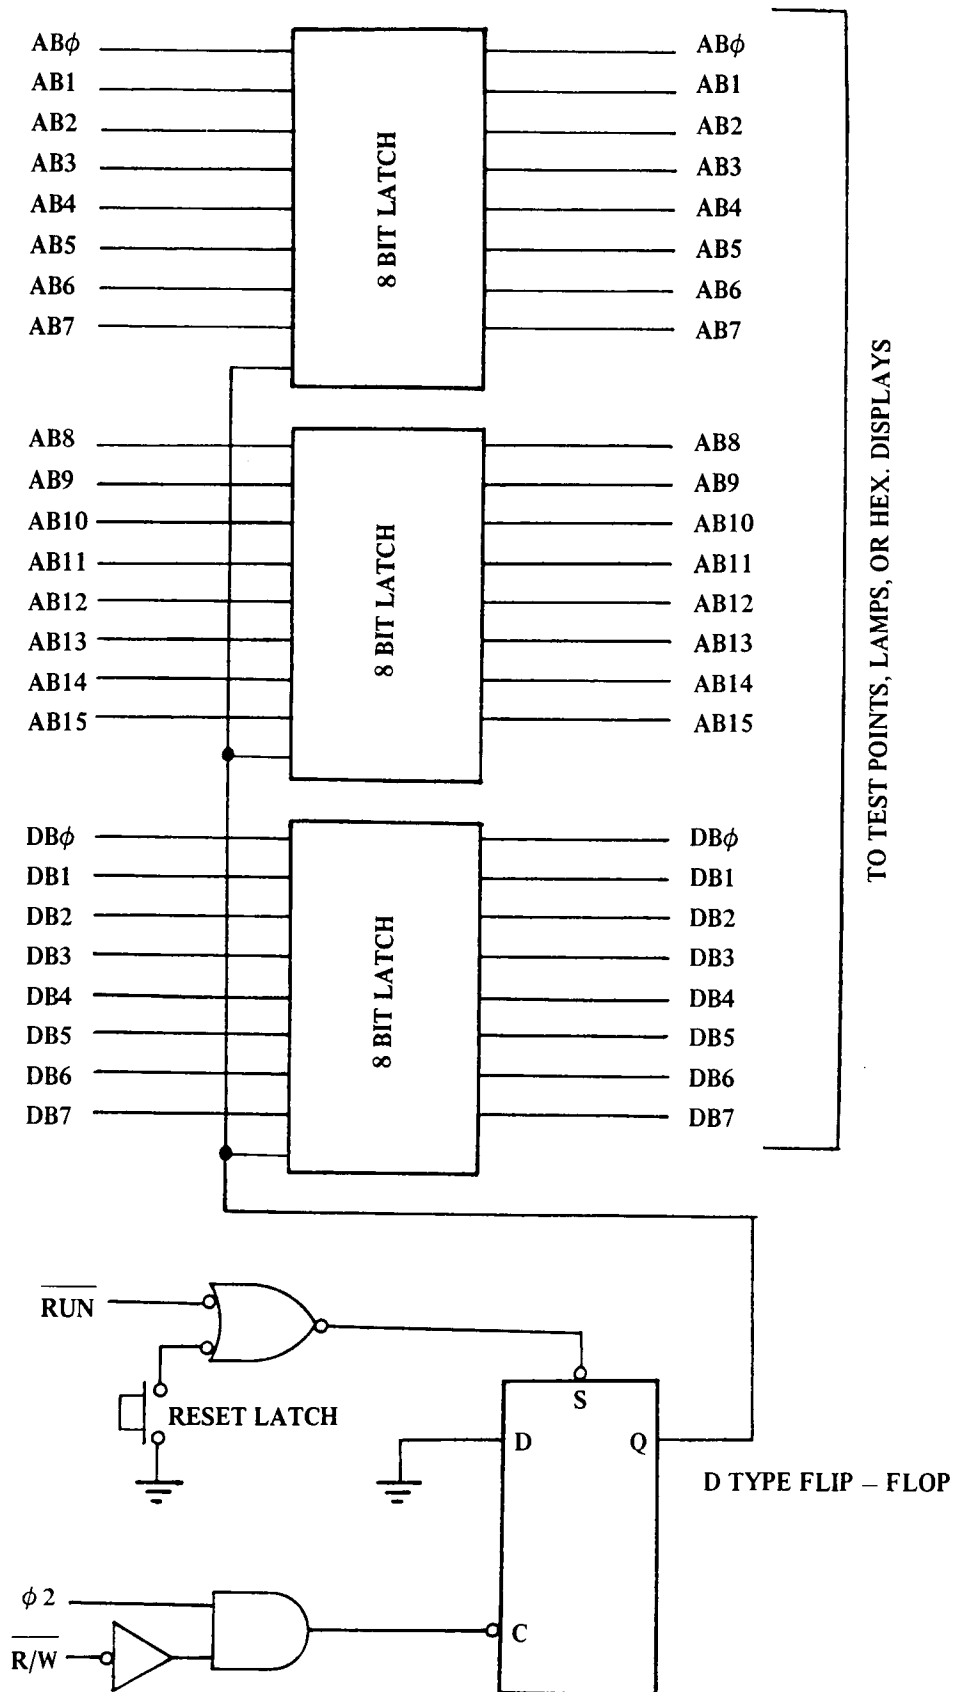 ABϕ
AB1
AB2
AB3
AB4
AB5
AB6
AB7
8 BIT LATCH
ABϕ
AB1
AB2
AB3
AB4
AB5
AB6
AB7
AB8
AB9
AB10
AB11
AB12
AB13
AB14
AB15
8 BIT LATCH
AB8
AB9
AB10
AB11
AB12
AB13
AB14
AB15
DBϕ
DB1
DB2
DB3
DB4
DB5
DB6
DB7
8 BIT LATCH
DBϕ
DB1
DB2
DB3
DB4
DB5
DB6
DB7
TO TEST POINTS, LAMPS, OR HEX. DISPLAYS
RUN
RESET LATCH
S
D
Q
D TYPE FLIP – FLOP
ϕ 2
R/W
C